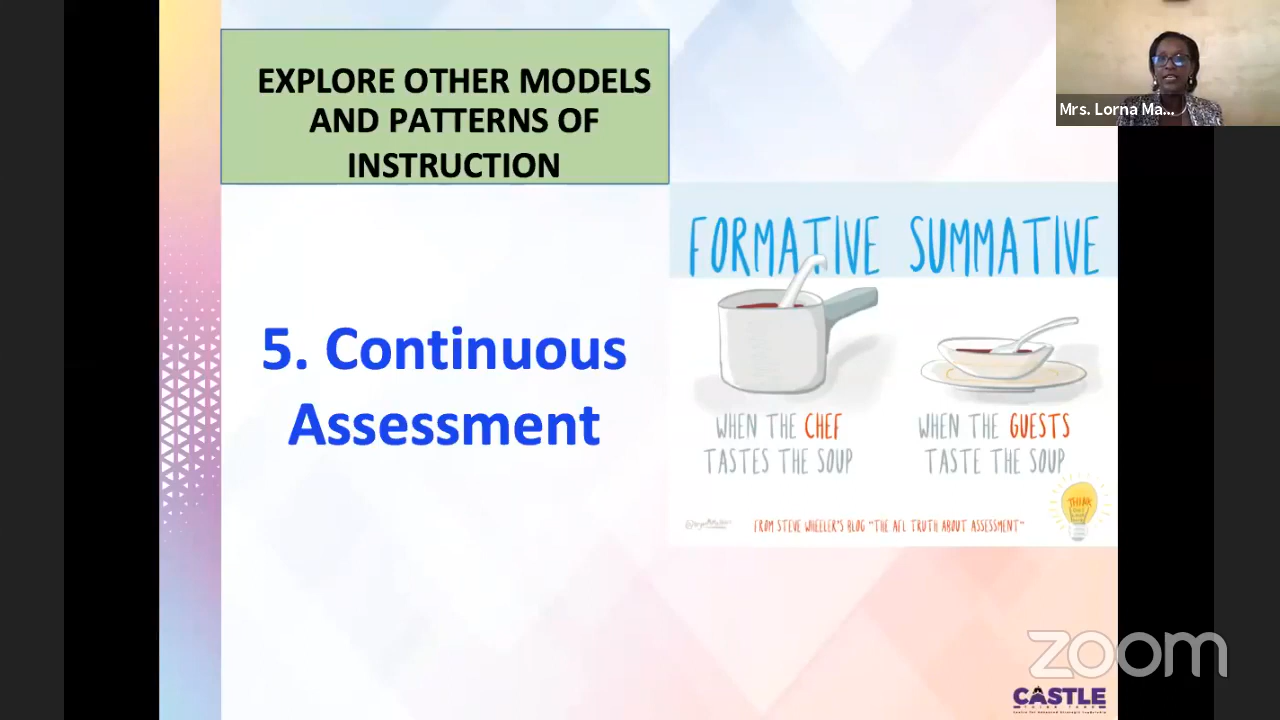 EXPLORE OTHER MODELS
AND PATTERNS OF
INSTRUCTION
Mrs. Lorna Ma...
5. Continuous
Assessment
FORMATIVE SUMMATIVE
WHEN THE CHEF
TASTES THE SOUP
WHEN THE GUESTS
TASTE THE SOUP
THINK
FROM STEVE WHEELER'S BLOG "THE AFL TRUTH ABOUT ASSESSMENT"
zoom
CASTLE